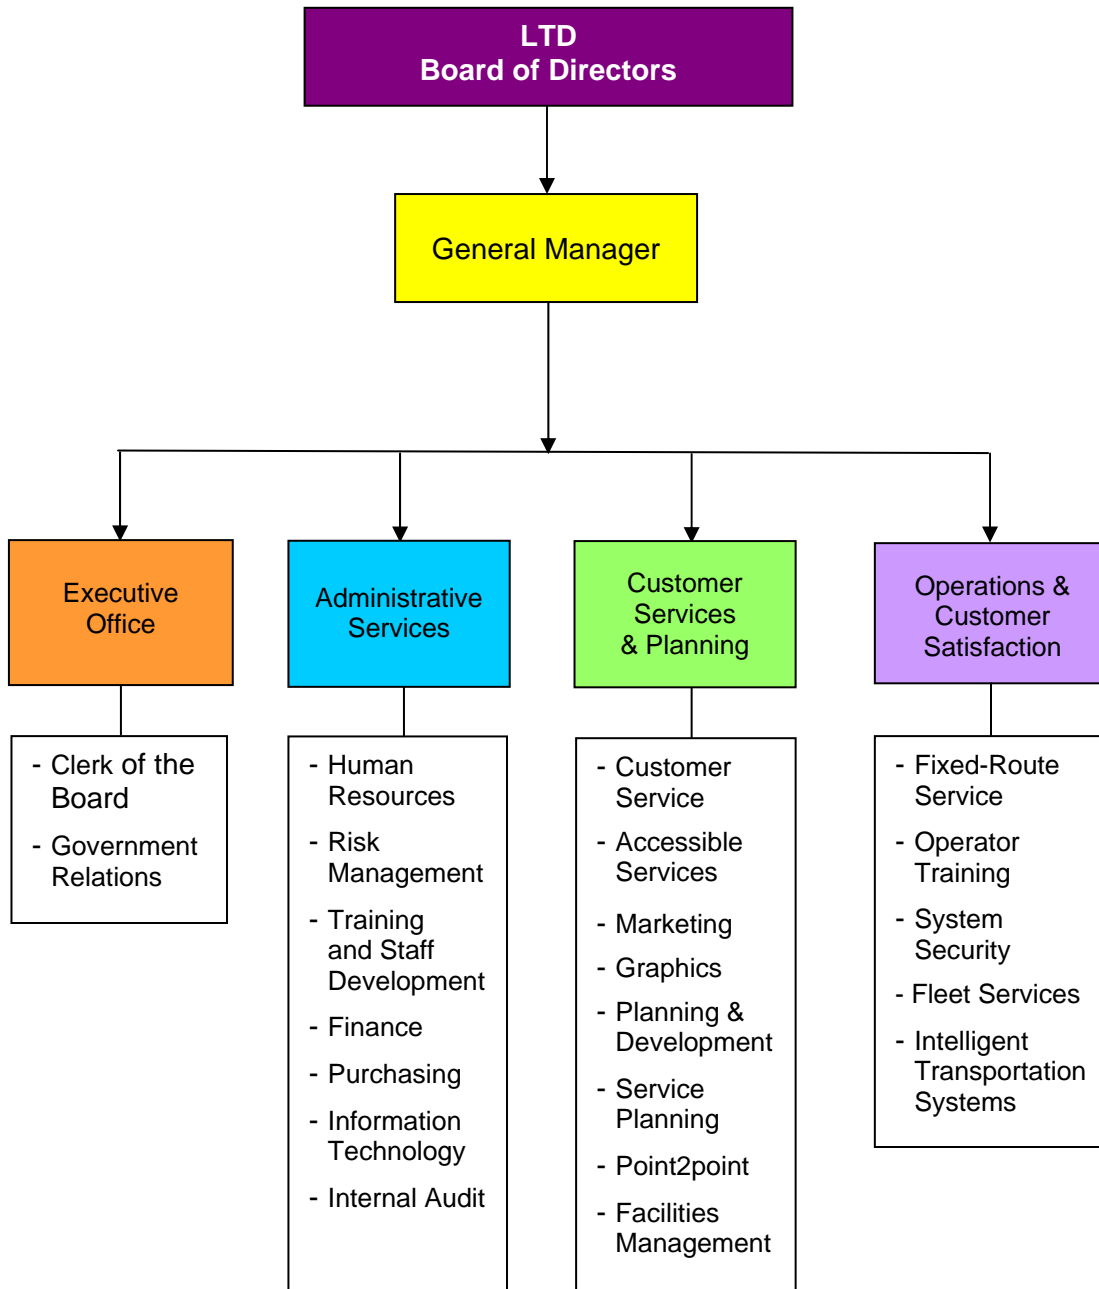 LTD
Board of Directors
General Manager
Executive
Office
Administrative
Services
Customer
Services
& Planning
Operations &
Customer
Satisfaction
- Clerk of the
Board
- Government
Relations
- Human
Resources
- Risk
Management
- Training
and Staff
Development
- Finance
- Purchasing
- Information
Technology
- Internal Audit
- Customer
Service
- Accessible
Services
- Marketing
- Graphics
- Planning &
Development
- Service
Planning
- Point2point
- Facilities
Management
- Fixed-Route
Service
- Operator
Training
- System
Security
- Fleet Services
- Intelligent
Transportation
Systems